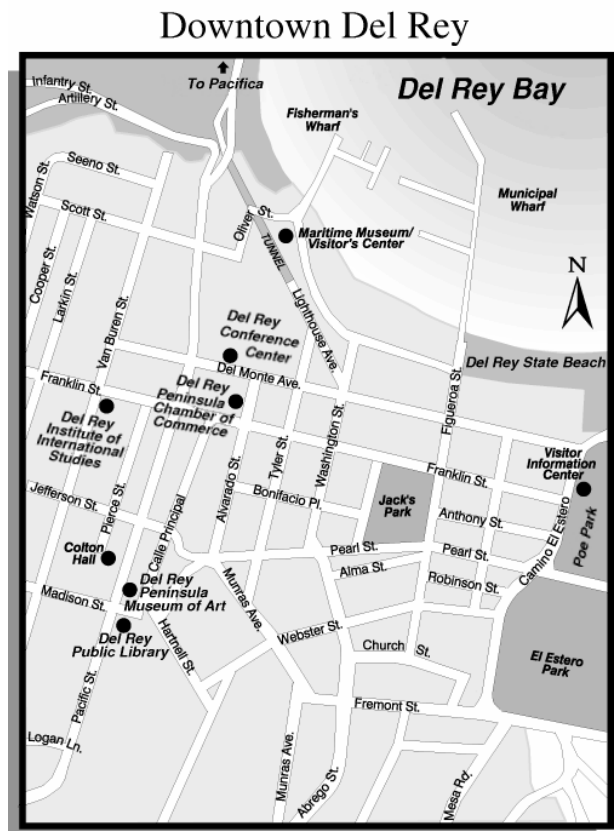 Downtown Del Rey
To Pacifica
Infantry St.
Artillery St.
Del Rey Bay
Fisherman's
Wharf
Municipal
Wharf
Seeno St.
Watson St.
Scott St.
Oliver St.
TUNNEL
Maritime Museum/
Visitor's Center
N
Cooper St.
Larkin St.
Van Buren St.
Lighthouse Ave.
Del Rey
Conference
Center
Del Monte Ave.
Del Rey State Beach
Figueroa St.
Franklin St.
Del Rey
Peninsula
Chamber of
Commerce
Del Rey
Institute of
International
Studies
Washington St.
Tyler St.
Alvarado St.
Franklin St.
Visitor
Information
Center
Bonifacio Pl.
Jack's
Park
Jefferson St.
Pierce St.
Calle Principal
Anthony St.
Camino El Estero
Poe Park
Pearl St.
Pearl St.
Colton
Hall
Alma St.
Robinson St.
Del Rey
Peninsula
Museum of Art
Madison St.
Munras Ave.
Webster St.
Del Rey
Public Library
Hartnell St.
Church St.
El Estero
Park
Pacific St.
Fremont St.
Logan Ln.
Munras Ave.
Abrego St.
Mesa Rd.